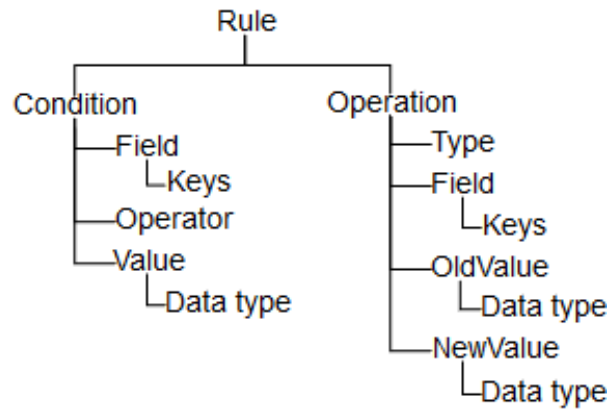 Rule
Condition
Field
Keys
Operator
Value
Data type
Operation
Type
Field
Keys
OldValue
Data type
NewValue
Data type